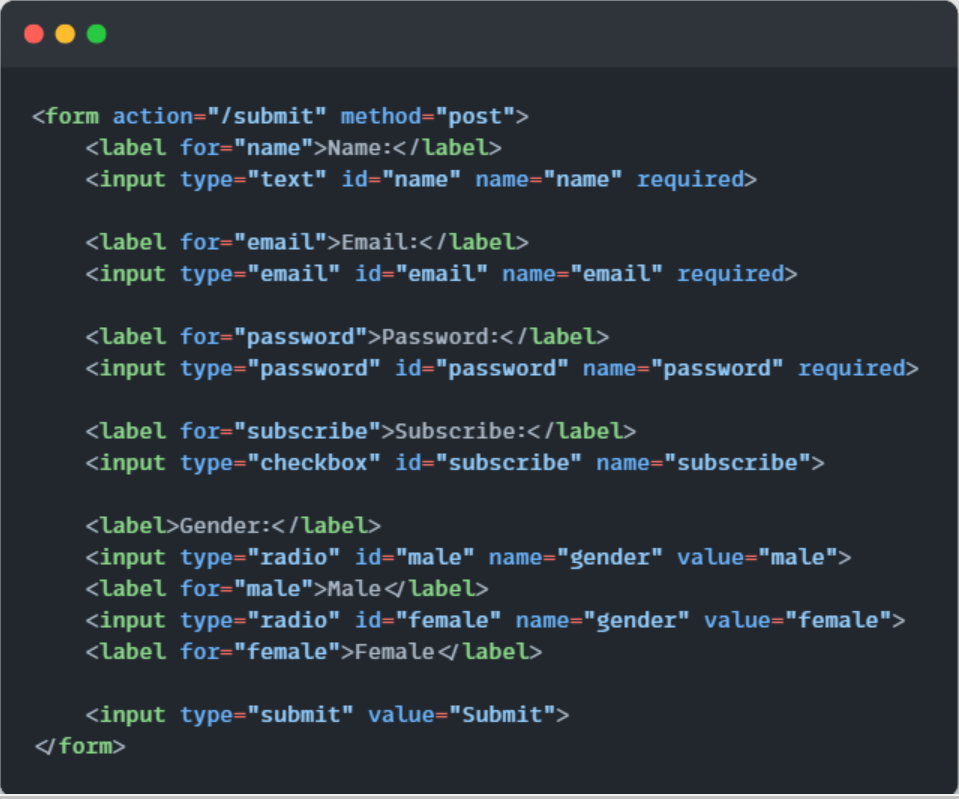 <form action="/submit" method="post">
    <label for="name">Name:</label>
    <input type="text" id="name" name="name" required>

    <label for="email">Email:</label>
    <input type="email" id="email" name="email" required>

    <label for="password">Password:</label>
    <input type="password" id="password" name="password" required>

    <label for="subscribe">Subscribe:</label>
    <input type="checkbox" id="subscribe" name="subscribe">

    <label>Gender:</label>
    <input type="radio" id="male" name="gender" value="male">
    <label for="male">Male</label>
    <input type="radio" id="female" name="gender" value="female">
    <label for="female">Female</label>

    <input type="submit" value="Submit">
</form>